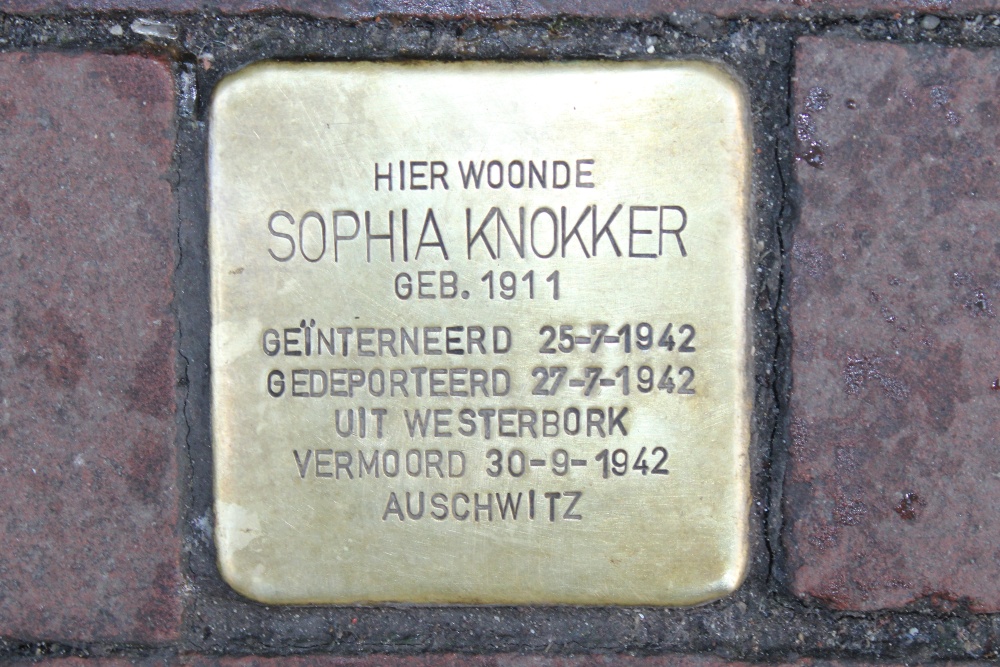 HIER WOONDE
SOPHIA KNOKKER
GEB. 1911
GEÏNTERNEERD 25-7-1942
GEDEPORTEERD 27-7-1942
UIT WESTERBORK
VERMOORD 30-9-1942
AUSCHWITZ